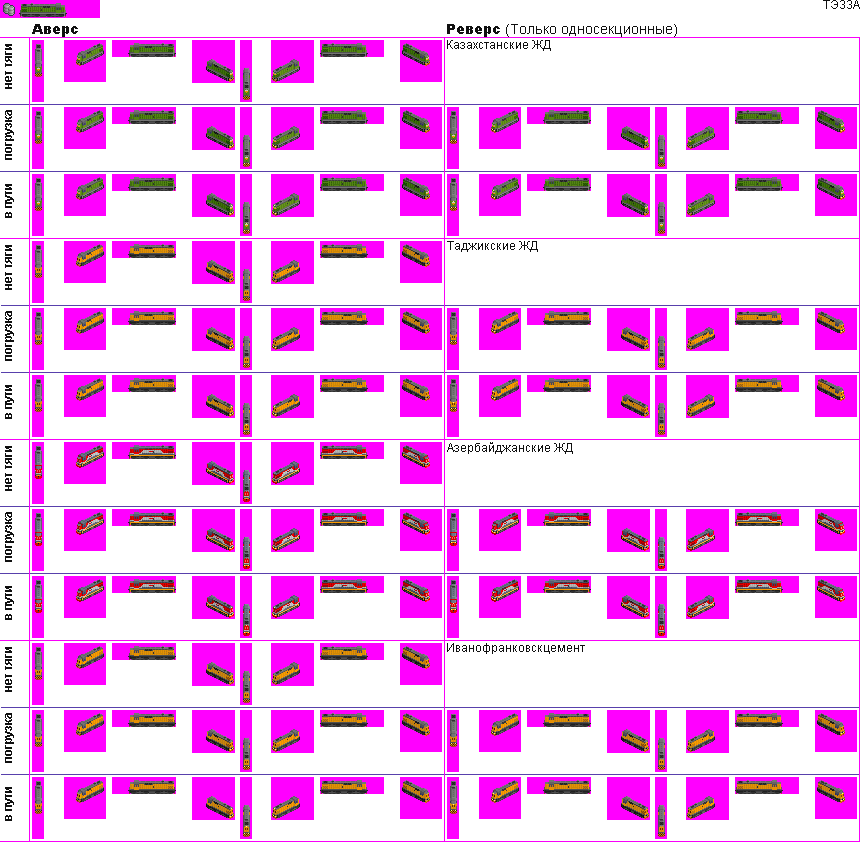 ТЭ33А
Аверс
Реверс (Только односекционные)
нет тяги
Казахстанские ЖД
погрузка
в пути
нет тяги
Таджикские ЖД
погрузка
в пути
нет тяги
Азербайджанские ЖД
погрузка
в пути
нет тяги
Иванофранковскцемент
погрузка
в пути